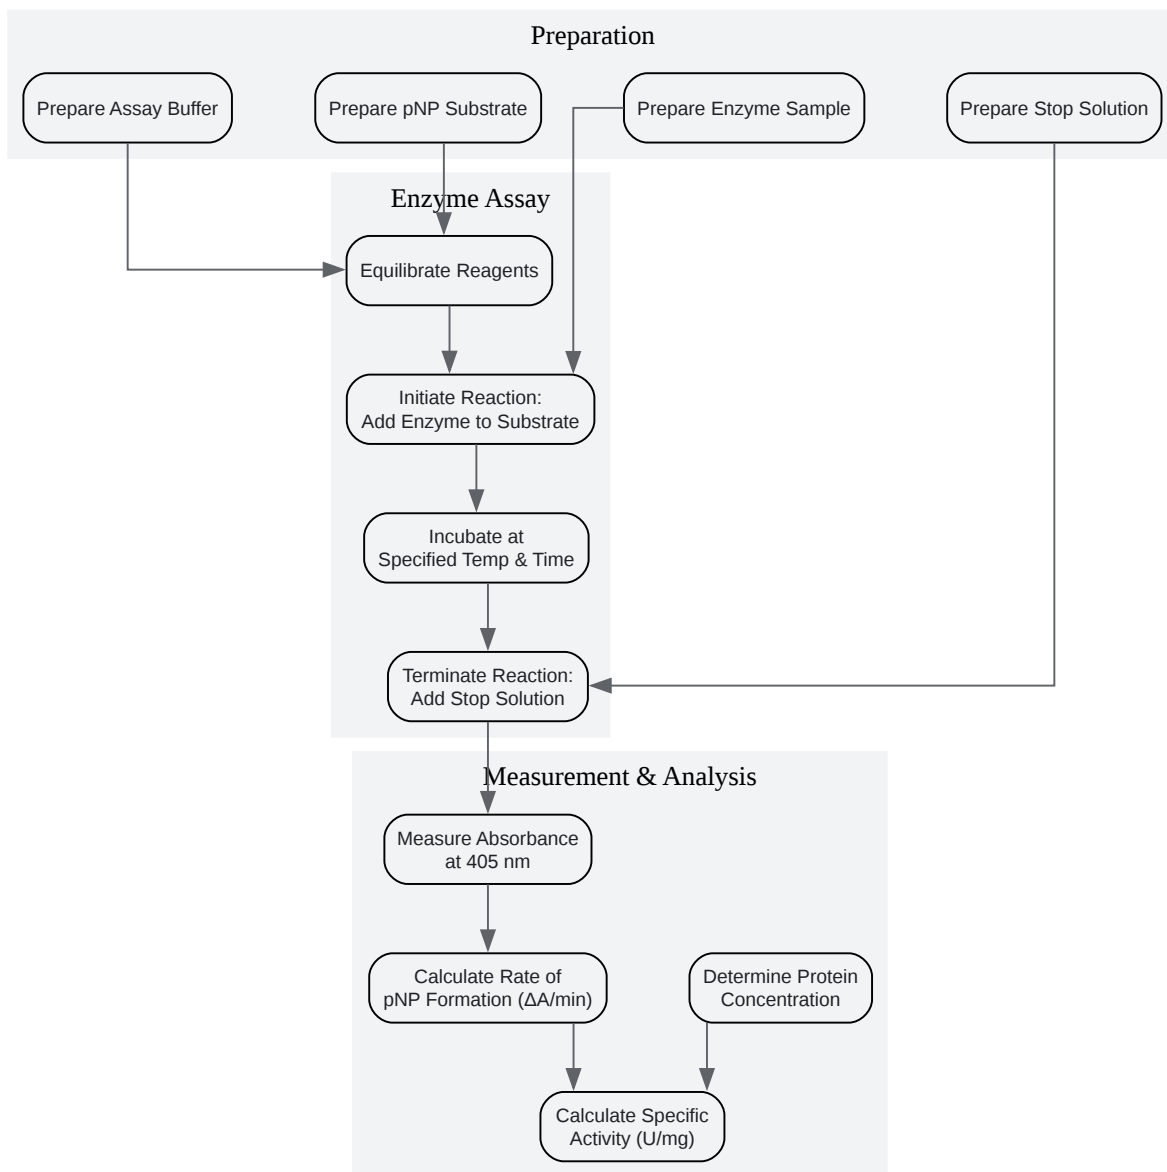 Preparation
Prepare Assay Buffer
Prepare pNP Substrate
Prepare Enzyme Sample
Prepare Stop Solution
Enzyme Assay
Equilibrate Reagents
Initiate Reaction:
Add Enzyme to Substrate
Incubate at
Specified Temp & Time
Terminate Reaction:
Add Stop Solution
Measurement & Analysis
Measure Absorbance
at 405 nm
Calculate Rate of
pNP Formation (ΔA/min)
Determine Protein
Concentration
Calculate Specific
Activity (U/mg)